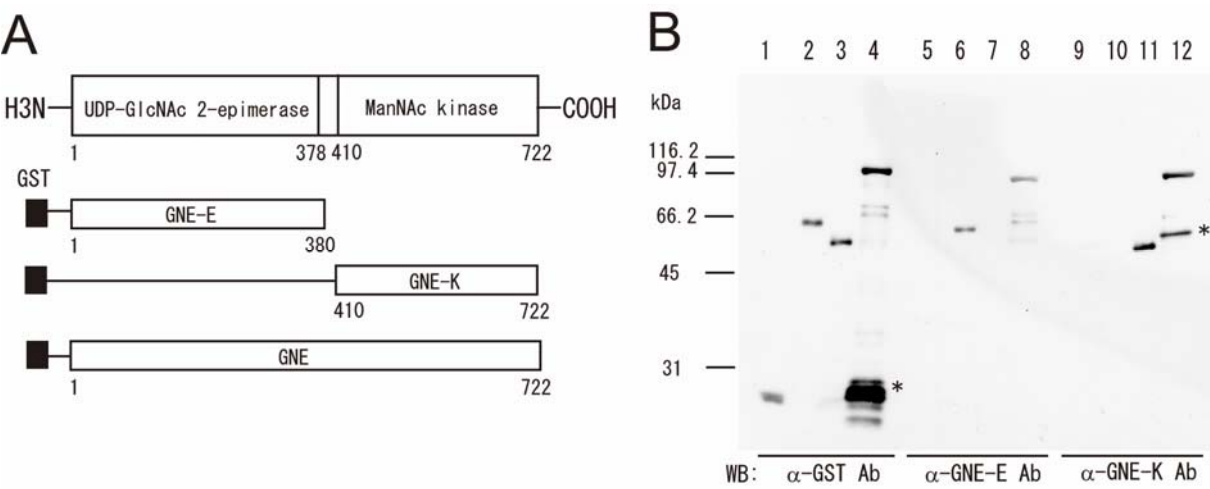 A
H3N UDP-GlcNAc 2-epimerase ManNAc kinase COOH
1 378 410 722
GST
GNE-E
1 380
GNE-K
410 722
GNE
1 722
B
1 2 3 4 5 6 7 8 9 10 11 12
kDa
116.2
97.4
66.2
*
45
31
*
WB: α-GST Ab α-GNE-E Ab α-GNE-K Ab